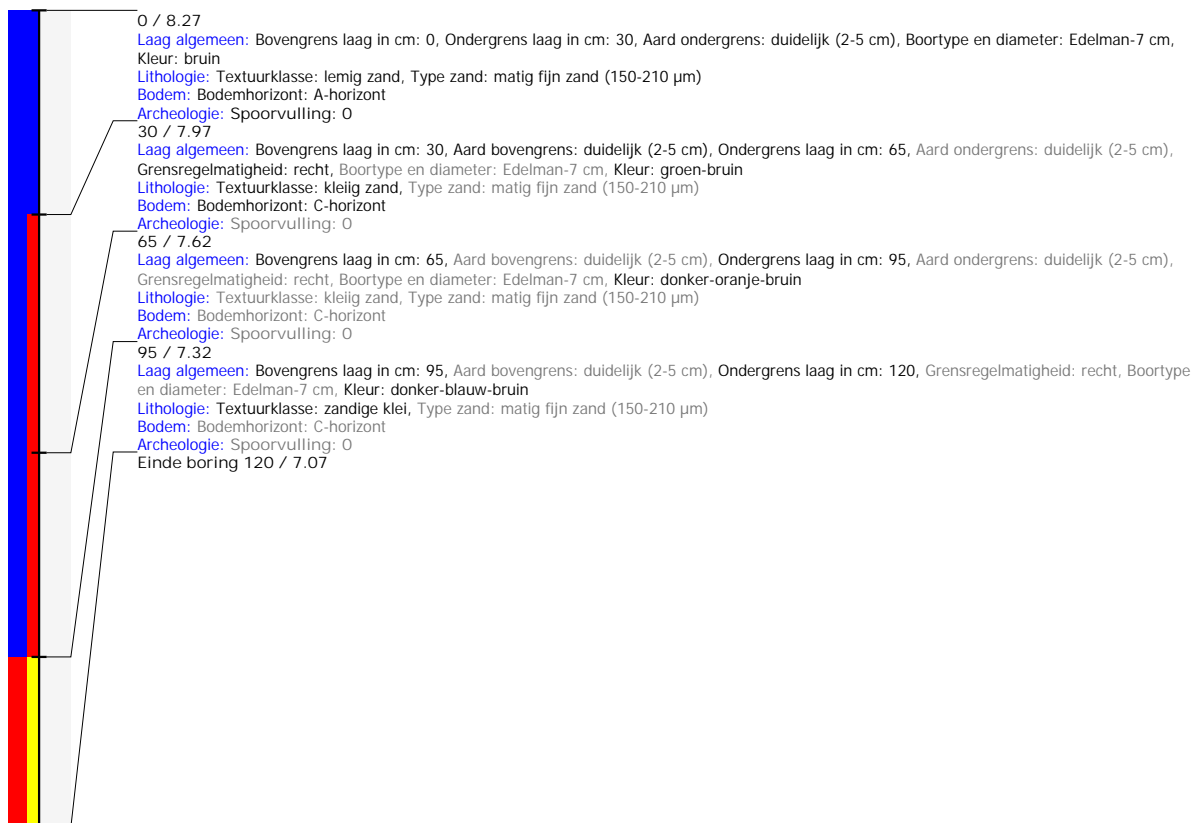 0 / 8.27
Laag algemeen: Bovengrens laag in cm: 0, Ondergrens laag in cm: 30, Aard ondergrens: duidelijk (2-5 cm), Boortype en diameter: Edelman-7 cm,
Kleur: bruin
Lithologie: Textuurklasse: lemig zand, Type zand: matig fijn zand (150-210 µm)
Bodem: Bodemhorizont: A-horizont
Archeologie: Spoorvulling: 0
30 / 7.97
Laag algemeen: Bovengrens laag in cm: 30, Aard bovengrens: duidelijk (2-5 cm), Ondergrens laag in cm: 65, Aard ondergrens: duidelijk (2-5 cm),
Grensregelmatigheid: recht, Boortype en diameter: Edelman-7 cm, Kleur: groen-bruin
Lithologie: Textuurklasse: kleiig zand, Type zand: matig fijn zand (150-210 µm)
Bodem: Bodemhorizont: C-horizont
Archeologie: Spoorvulling: 0
65 / 7.62
Laag algemeen: Bovengrens laag in cm: 65, Aard bovengrens: duidelijk (2-5 cm), Ondergrens laag in cm: 95, Aard ondergrens: duidelijk (2-5 cm),
Grensregelmatigheid: recht, Boortype en diameter: Edelman-7 cm, Kleur: donker-oranje-bruin
Lithologie: Textuurklasse: kleiig zand, Type zand: matig fijn zand (150-210 µm)
Bodem: Bodemhorizont: C-horizont
Archeologie: Spoorvulling: 0
95 / 7.32
Laag algemeen: Bovengrens laag in cm: 95, Aard bovengrens: duidelijk (2-5 cm), Ondergrens laag in cm: 120, Grensregelmatigheid: recht, Boortype
en diameter: Edelman-7 cm, Kleur: donker-blauw-bruin
Lithologie: Textuurklasse: zandige klei, Type zand: matig fijn zand (150-210 µm)
Bodem: Bodemhorizont: C-horizont
Archeologie: Spoorvulling: 0
Einde boring 120 / 7.07